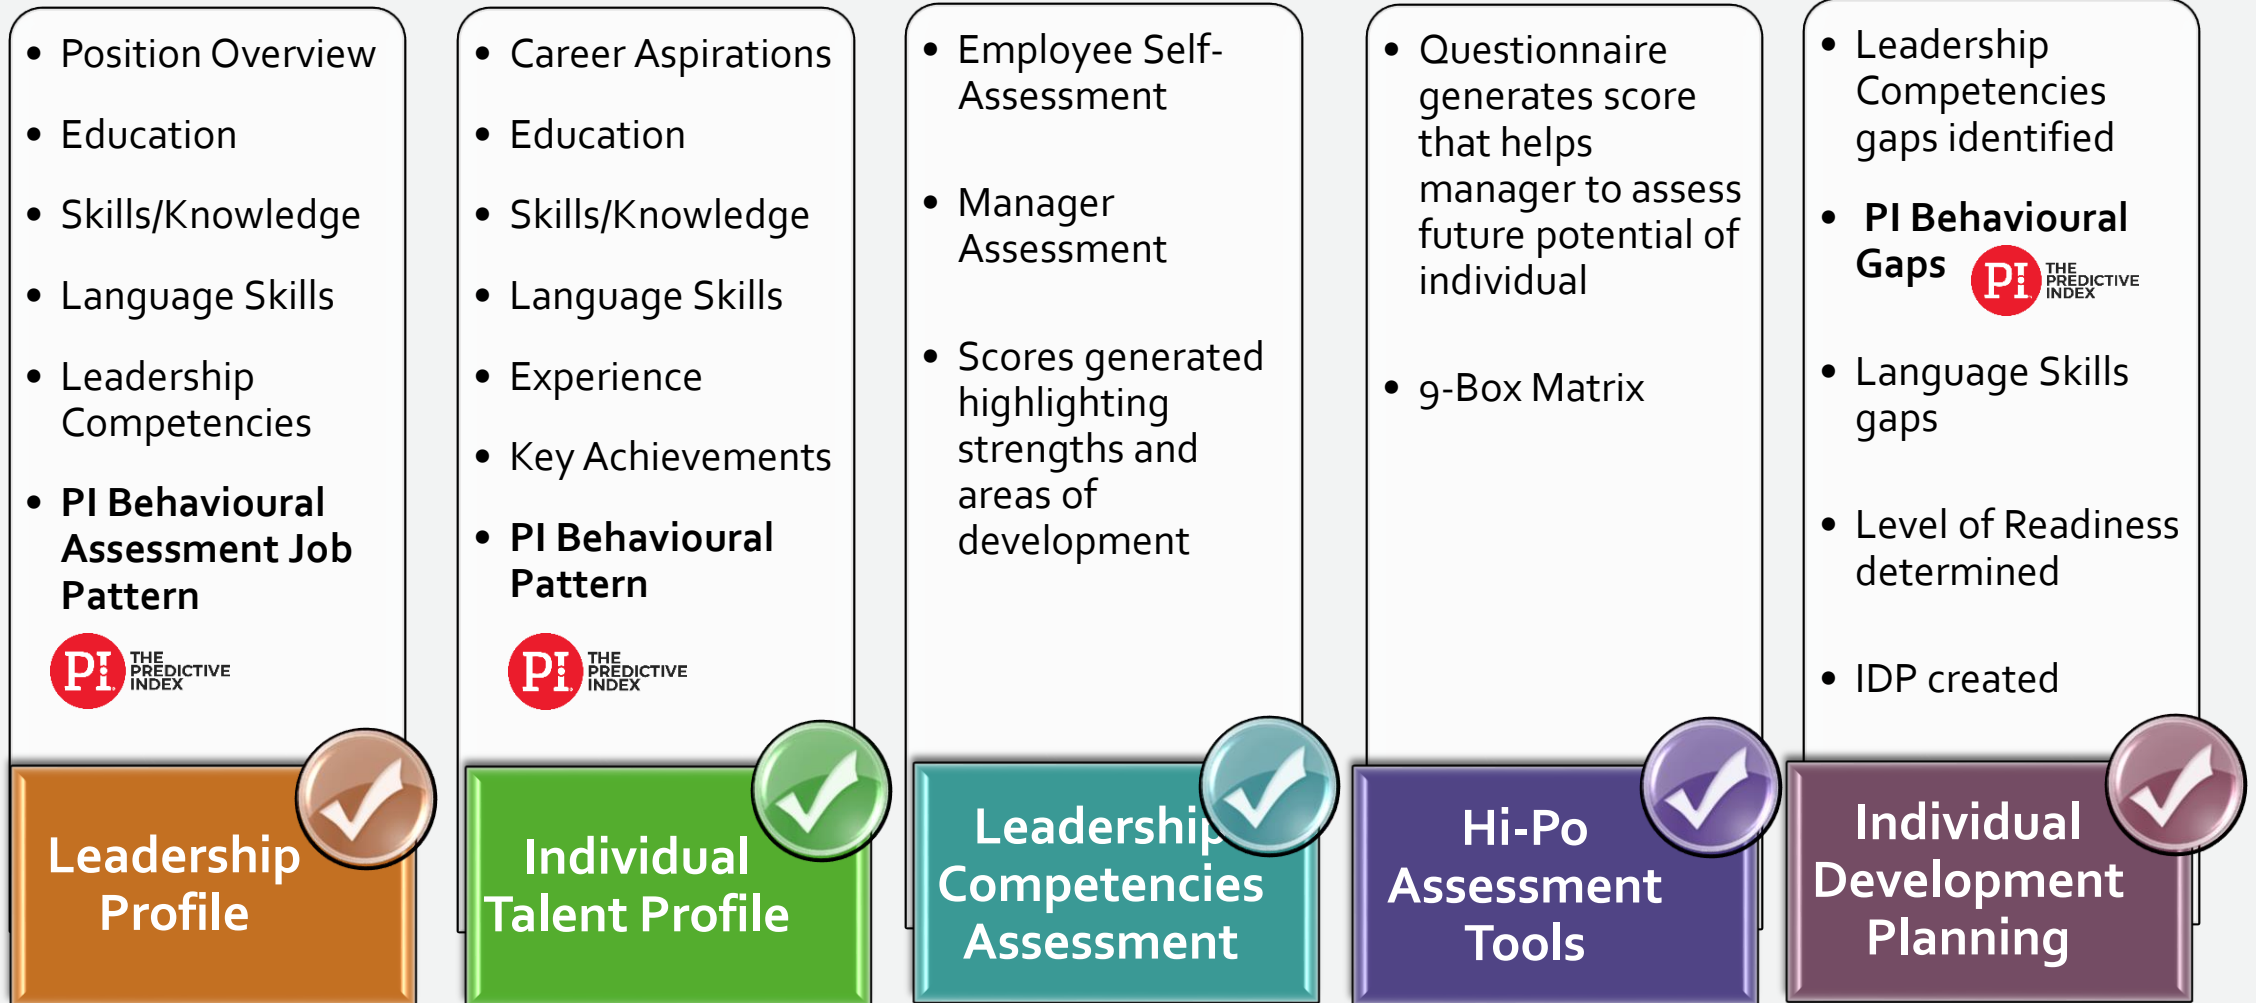 • Position Overview
• Education
• Skills/Knowledge
• Language Skills
• Leadership
Competencies
• PI Behavioural
Assessment Job
Pattern
PI THE
PREDICTIVE
INDEX
Leadership
Profile
• Career Aspirations
• Education
• Skills/Knowledge
• Language Skills
• Experience
• Key Achievements
• PI Behavioural
Pattern
PI THE
PREDICTIVE
INDEX
Individual
Talent Profile
• Employee Self-
Assessment
• Manager
Assessment
• Scores generated
highlighting
strengths and
areas of
development
Leadership
Competencies
Assessment
• Questionnaire
generates score
that helps
manager to assess
future potential of
individual
• 9-Box Matrix
Hi-Po
Assessment
Tools
• Leadership
Competencies
gaps identified
• PI Behavioural
Gaps
PI THE
PREDICTIVE
INDEX
• Language Skills
gaps
• Level of Readiness
determined
• IDP created
Individual
Development
Planning